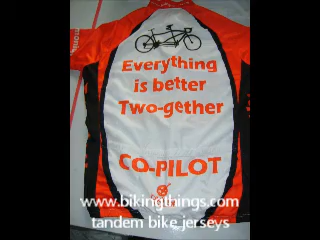 Everything
is better
Two-gether
CO-PILOT
www.bikingthings.com
tandem bike jerseys